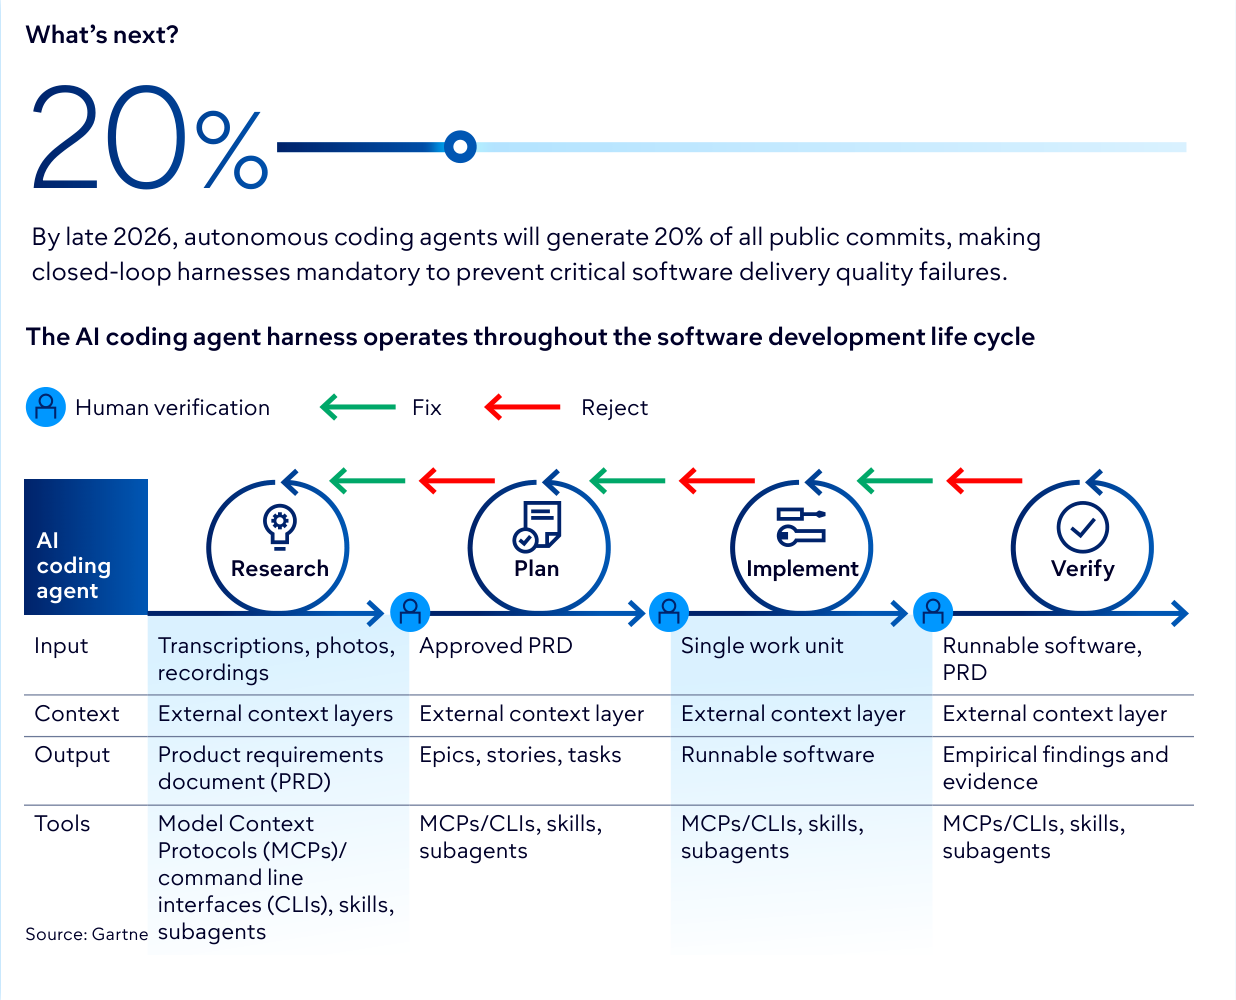 What's next?
20%
By late 2026, autonomous coding agents will generate 20% of all public commits, making
closed-loop harnesses mandatory to prevent critical software delivery quality failures.
The AI coding agent harness operates throughout the software development life cycle
Human verification
Fix
Reject
AI
coding
agent
Research
Plan
Implement
Verify
Input
Transcriptions, photos,
recordings
Approved PRD
Single work unit
Runnable software,
PRD
Context
External context layers
External context layer
External context layer
External context layer
Output
Product requirements
document (PRD)
Epics, stories, tasks
Runnable software
Empirical findings and
evidence
Tools
Model Context
Protocols (MCPs)/
command line
interfaces (CLIs), skills,
subagents
MCPs/CLIs, skills,
subagents
MCPs/CLIs, skills,
subagents
MCPs/CLIs, skills,
subagents
Source: Gartne